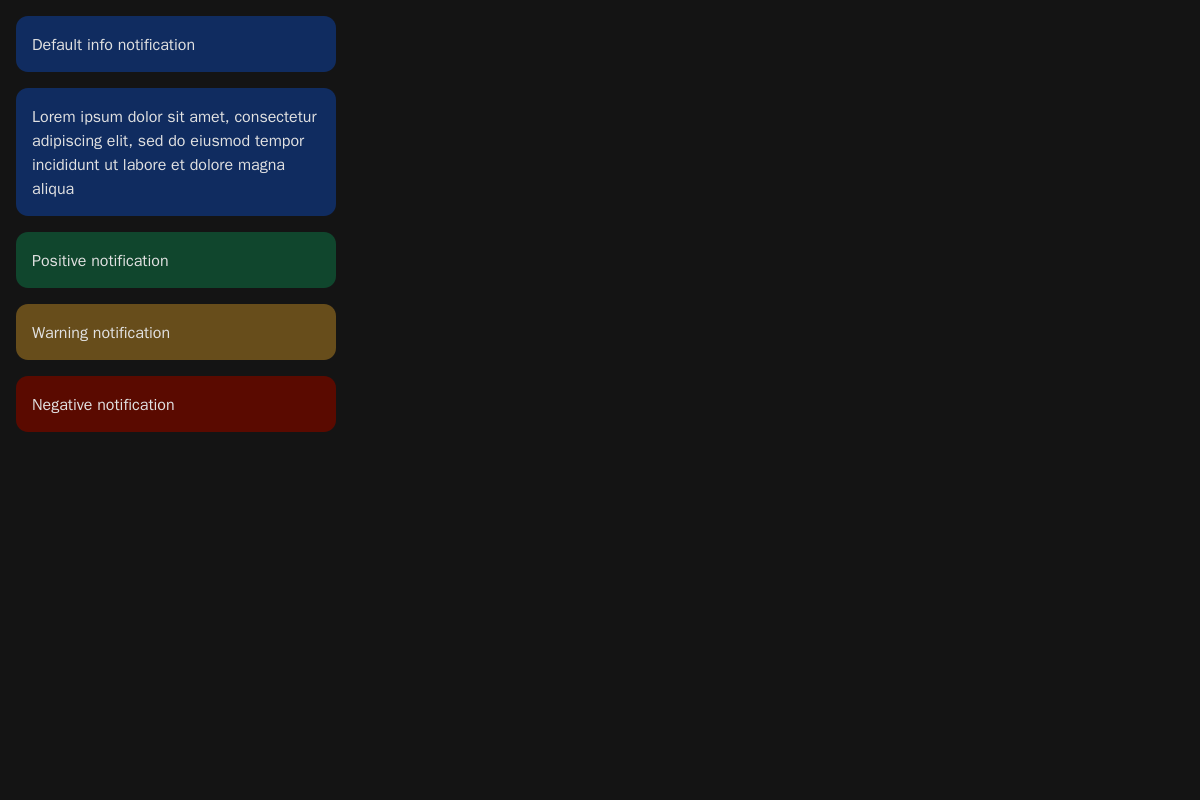 Default info notification
Lorem ipsum dolor sit amet, consectetur
adipiscing elit, sed do eiusmod tempor
incididunt ut labore et dolore magna
aliqua
Positive notification
Warning notification
Negative notification